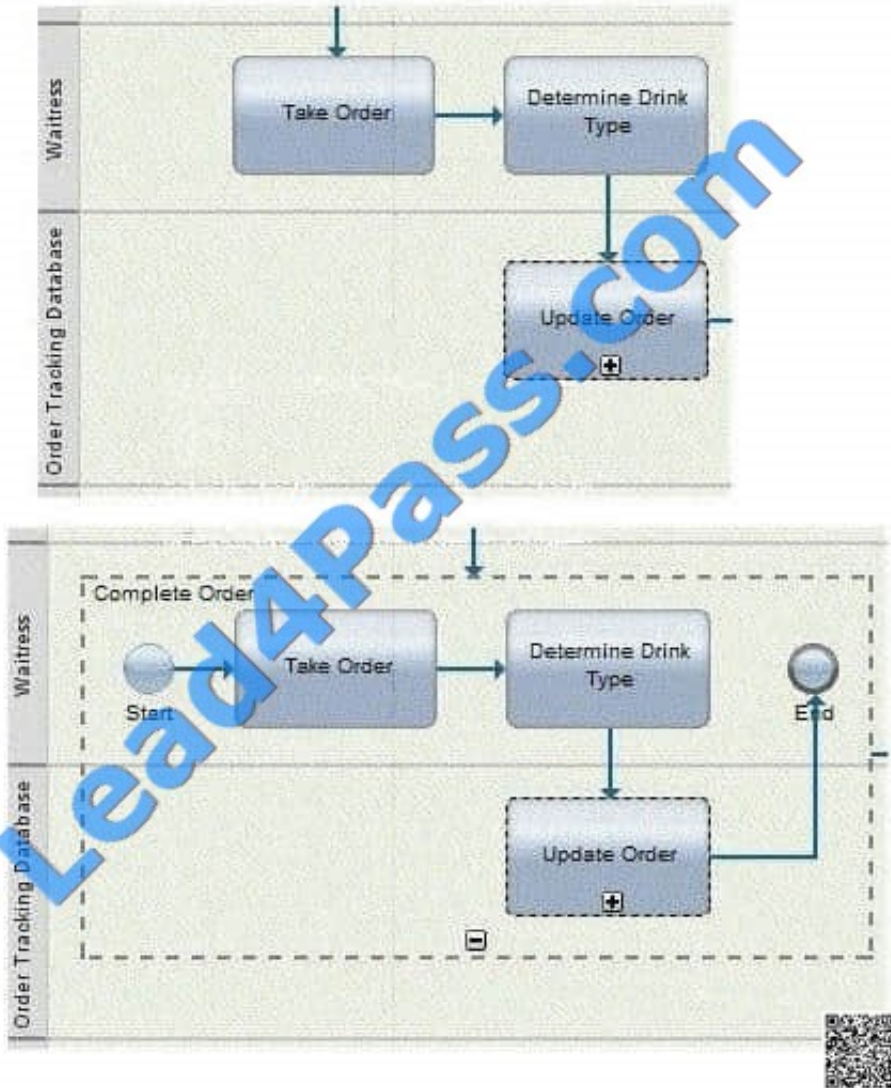 Waitress
Take Order
Determine Drink
Type
Order Tracking Database
Update Order
Lead4Pass.com
Waitress
Complete Order
Start
Take Order
Determine Drink
Type
End
Order Tracking Database
Update Order